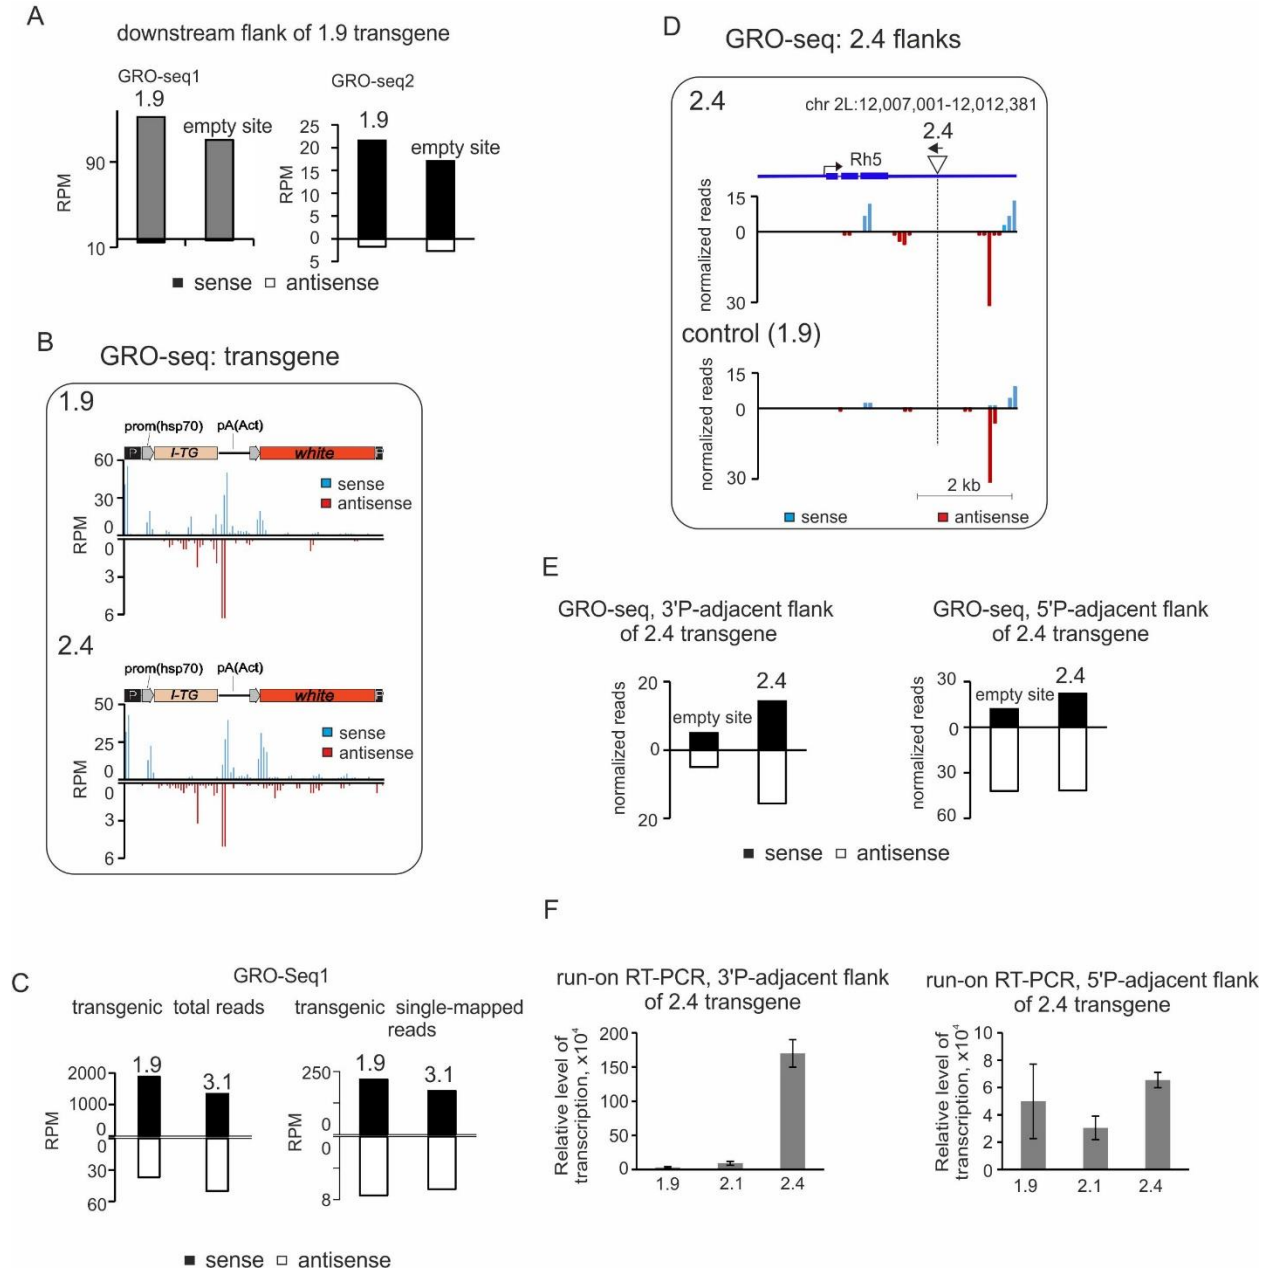 A
downstream flank of 1.9 transgene
GRO-seq1
1.9
empty site
90
10
RPM
GRO-seq2
1.9
empty site
25
20
15
10
5
0
5
RPM
sense antisense
B
GRO-seq: transgene
1.9
prom(hsp70) pA(Act)
P I-TG white P
60
30
0
0
3
6
RPM
sense
antisense
2.4
prom(hsp70) pA(Act)
P I-TG white P
50
25
0
0
3
6
RPM
sense
antisense
C
GRO-Seq1
transgenic total reads
1.9
3.1
2000
1000
0
0
30
60
RPM
transgenic single-mapped
reads
1.9
3.1
250
0
0
8
RPM
sense antisense
D
GRO-seq: 2.4 flanks
2.4
chr 2L:12,007,001-12,012,381
2.4
Rh5
15
0
30
normalized reads
control (1.9)
15
0
30
normalized reads
2 kb
sense antisense
E
GRO-seq, 3'P-adjacent flank
of 2.4 transgene
20
0
20
normalized reads
empty site
2.4
GRO-seq, 5'P-adjacent flank
of 2.4 transgene
30
0
30
60
normalized reads
empty site
2.4
sense antisense
F
run-on RT-PCR, 3'P-adjacent flank
of 2.4 transgene
Relative level of
transcription, x10⁴
200
150
100
50
0
1.9 2.1 2.4
run-on RT-PCR, 5'P-adjacent flank
of 2.4 transgene
Relative level of
transcription, x10⁴
10
8
6
4
2
0
1.9 2.1 2.4